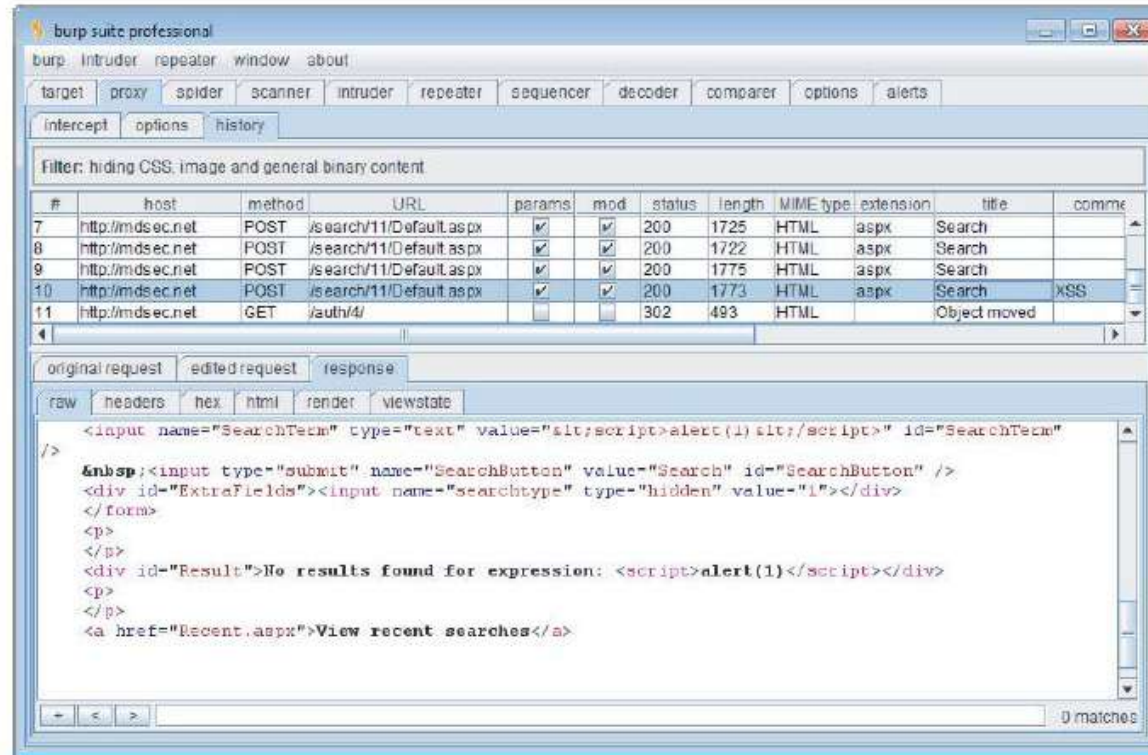 burp suite professional
burp intruder repeater window about
target proxy spider scanner intruder repeater sequencer decoder comparer options alerts
intercept options history
Filter: hiding CSS, image and general binary content
# host method URL params mod status length MIME type extension title comme
7 http://mdsec.net POST /search/11/Default.aspx 200 1725 HTML aspx Search
8 http://mdsec.net POST /search/11/Default.aspx 200 1722 HTML aspx Search
9 http://mdsec.net POST /search/11/Default.aspx 200 1775 HTML aspx Search
10 http://mdsec.net POST /search/11/Default.aspx 200 1773 HTML aspx Search XSS
11 http://mdsec.net GET /auth/4/ 302 493 HTML Object moved
original request edited request response
raw headers hex html render viewstate
<input name="SearchTerm" type="text" value="&lt;script>alert(1)&lt;/script>" id="SearchTerm"
/>
&nbsp;<input type="submit" name="SearchButton" value="Search" id="SearchButton" />
<div id="ExtraFields"><input name="searchtype" type="hidden" value="1"></div>
</form>
<p>
</p>
<div id="Result">No results found for expression: <script>alert(1)</script></div>
<p>
</p>
<a href="Recent.aspx">View recent searches</a>
+ < > 0 matches